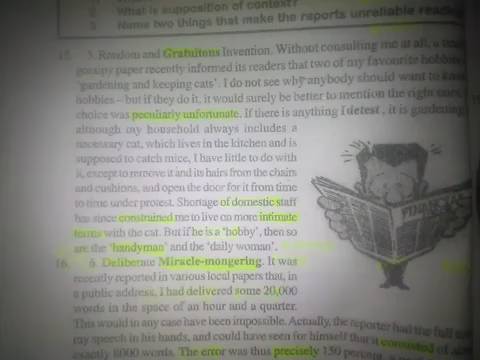 2. What is supposition of context?
3. Name two things that make the reports unreliable
15. 3. Random and Gratuitous Invention. Without consulting me at all, a
gossipy paper recently informed its readers that two of my favourite hobbies
'gardening and keeping cats'. I do not see why anybody should want to
hobbies – but if they do it, it would surely be better to mention the right
choice was peculiarly unfortunate. If there is anything I detest, it is gardening
although my household always includes a
necessary cat, which lives in the kitchen and is
supposed to catch mice, I have little to do with
it, except to remove it and its hairs from the chairs
and cushions, and open the door for it from time
to time under protest. Shortage of domestic staff
has since constrained me to live on more intimate
terms with the cat. But if he is a 'hobby', then so
are the 'handyman' and the 'daily woman'.
16. 6. Deliberate Miracle-mongering. It was
recently reported in various local papers that, in
a public address, I had delivered some 20,000
words in the space of an hour and a quarter.
This would in any case have been impossible. Actually, the reporter had the full
my speech in his hands, and could have seen for himself that it consisted of
exactly 8000 words. The error was thus precisely 150